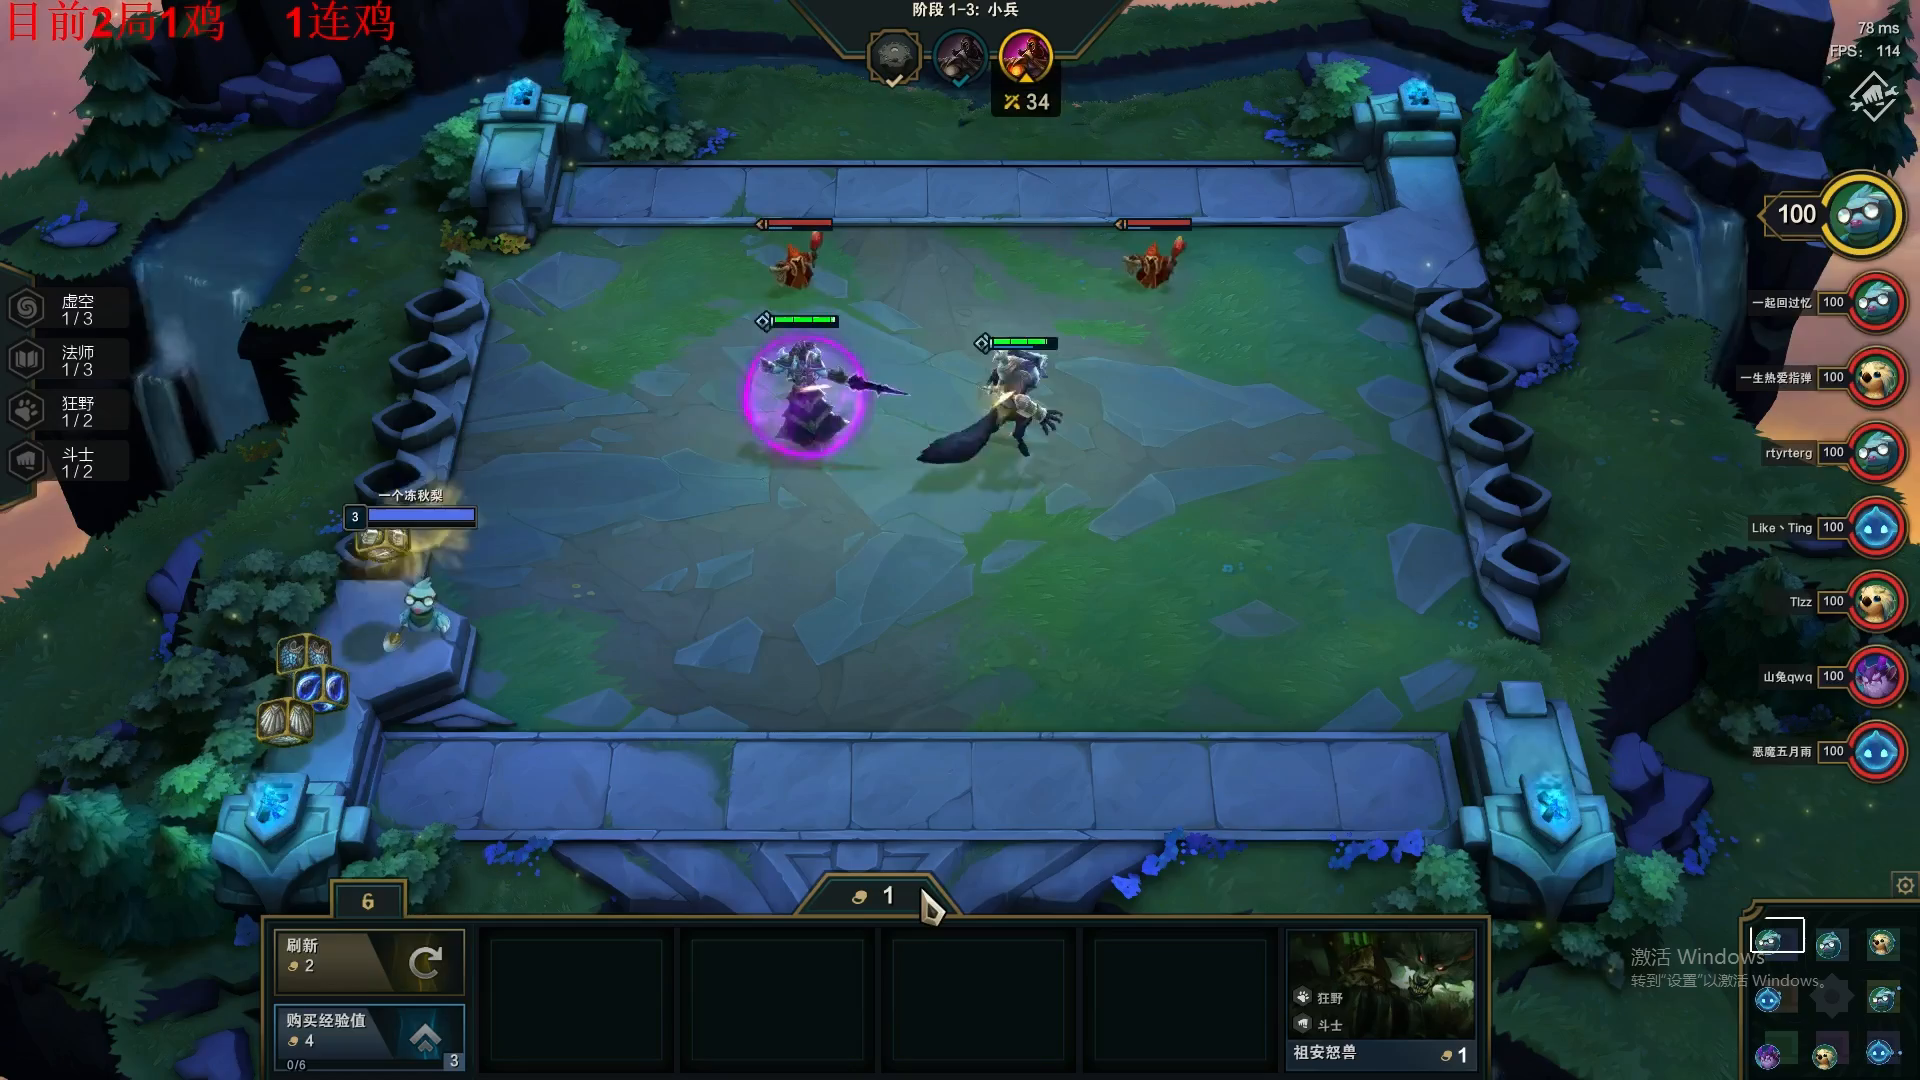 目前2局1鸡 1连鸡
阶段 1-3: 小兵
34
78 ms
FPS: 114
100
一起回过忆 100
一生热爱指弹 100
rtyrterg 100
Like丶Ting 100
Tlzz 100
山兔qwq 100
恶魔五月雨 100
虚空
1 / 3
法师
1 / 3
狂野
1 / 2
斗士
1 / 2
一个冻秋梨
3
6
1
刷新
2
购买经验值
4
0/6
3
狂野
斗士
祖安怒兽
1
激活 Windows
转到"设置"以激活 Windows。